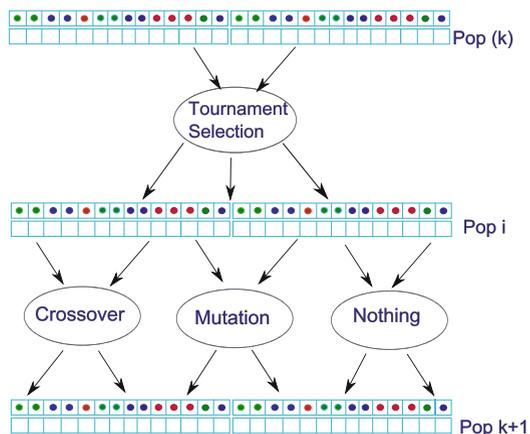 Pop (k)
Tournament
Selection
Pop i
Crossover
Mutation
Nothing
Pop k+1